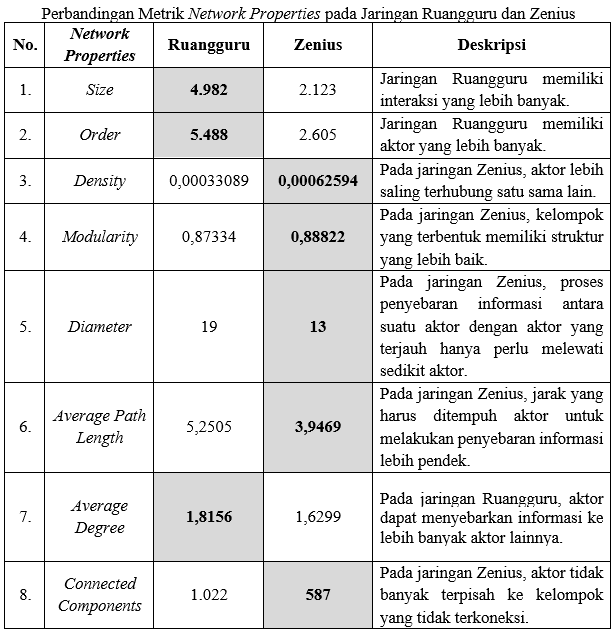 Perbandingan Metrik Network Properties pada Jaringan Ruangguru dan Zenius
No. Network Properties Ruangguru Zenius Deskripsi
1. Size 4.982 2.123 Jaringan Ruangguru memiliki
interaksi yang lebih banyak.
2. Order 5.488 2.605 Jaringan Ruangguru memiliki
aktor yang lebih banyak.
3. Density 0,00033089 0,00062594 Pada jaringan Zenius, aktor lebih
saling terhubung satu sama lain.
4. Modularity 0,87334 0,88822 Pada jaringan Zenius, kelompok
yang terbentuk memiliki struktur
yang lebih baik.
5. Diameter 19 13 Pada jaringan Zenius, proses
penyebaran informasi antara
suatu aktor dengan aktor yang
terjauh hanya perlu melewati
sedikit aktor.
6. Average Path Length 5,2505 3,9469 Pada jaringan Zenius, jarak yang
harus ditempuh aktor untuk
melakukan penyebaran informasi
lebih pendek.
7. Average Degree 1,8156 1,6299 Pada jaringan Ruangguru, aktor
dapat menyebarkan informasi ke
lebih banyak aktor lainnya.
8. Connected Components 1.022 587 Pada jaringan Zenius, aktor tidak
banyak terpisah ke kelompok
yang tidak terkoneksi.